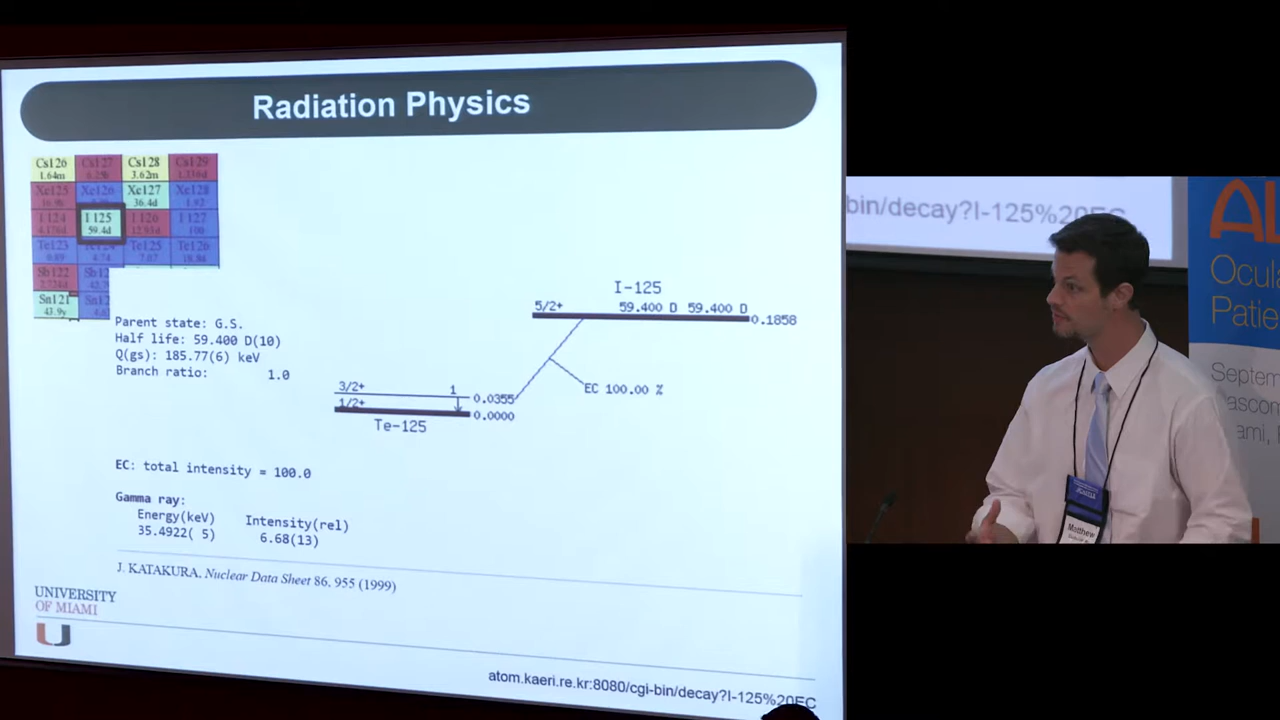 Radiation Physics
Cs126 Cs127 Cs128 Cs129
1.64m 6.25h 3.62m 1.336d
Xe125 Xe126 Xe127 Xe128
16.9h 36.4d 1.92
I 124 I 125 I 126 I 127
4.176d 59.4d 12.93d 100
Te123 Te124 Te125 Te126
0.89 4.74 7.07 18.84
Sb122 Sb12
2.724d 42.7
Sn121
43.9y
Parent state: G.S.
Half life: 59.400 D(10)
Q(gs): 185.77(6) keV
Branch ratio: 1.0
I-125
5/2+ 59.400 D 59.400 D
0.1858
EC 100.00 %
3/2+ 1 0.0355
1/2+ 0.0000
Te-125
EC: total intensity = 100.0
Gamma ray:
Energy(keV) Intensity(rel)
35.4922( 5) 6.68(13)
J. KATAKURA, Nuclear Data Sheet 86, 955 (1999)
UNIVERSITY
OF MIAMI
U
atom.kaeri.re.kr:8080/cgi-bin/decay?I-125%20EC
bin/decay?I-125%20EC
Ocula
Patie
Septem
ascom
ami,
Matthew